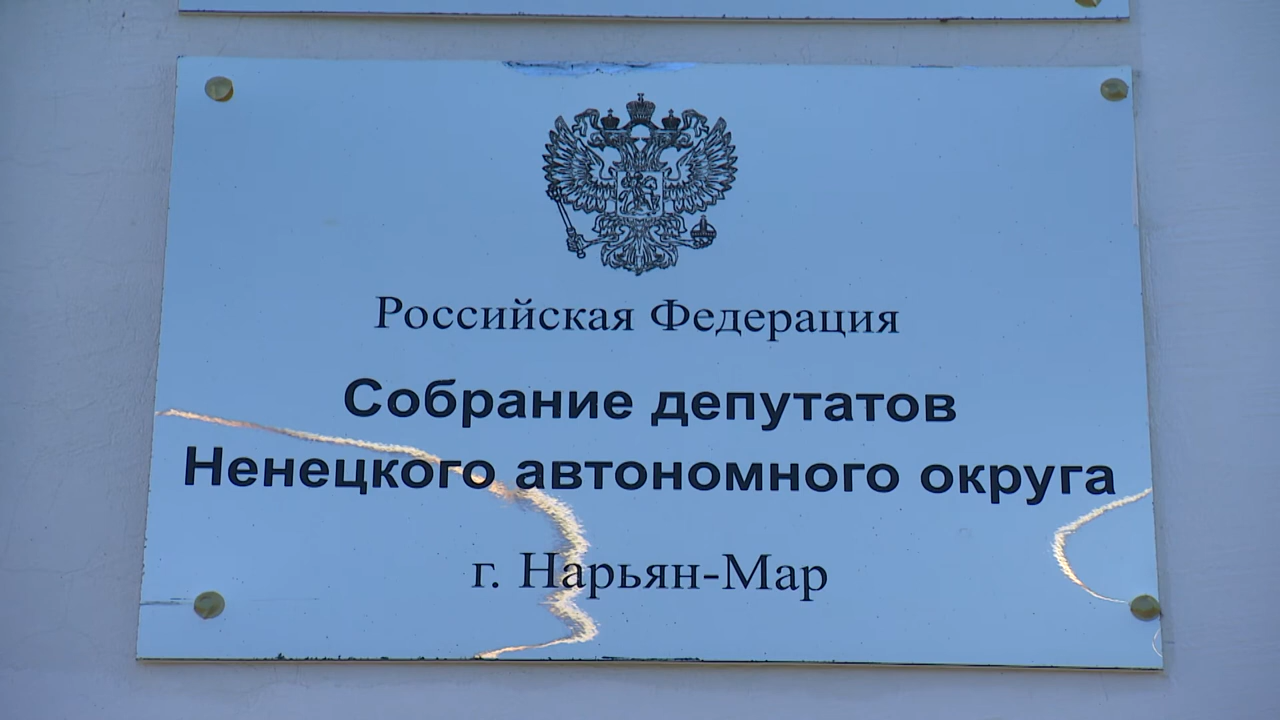 Российская Федерация
Собрание депутатов
Ненецкого автономного округа
г. Нарьян-Мар